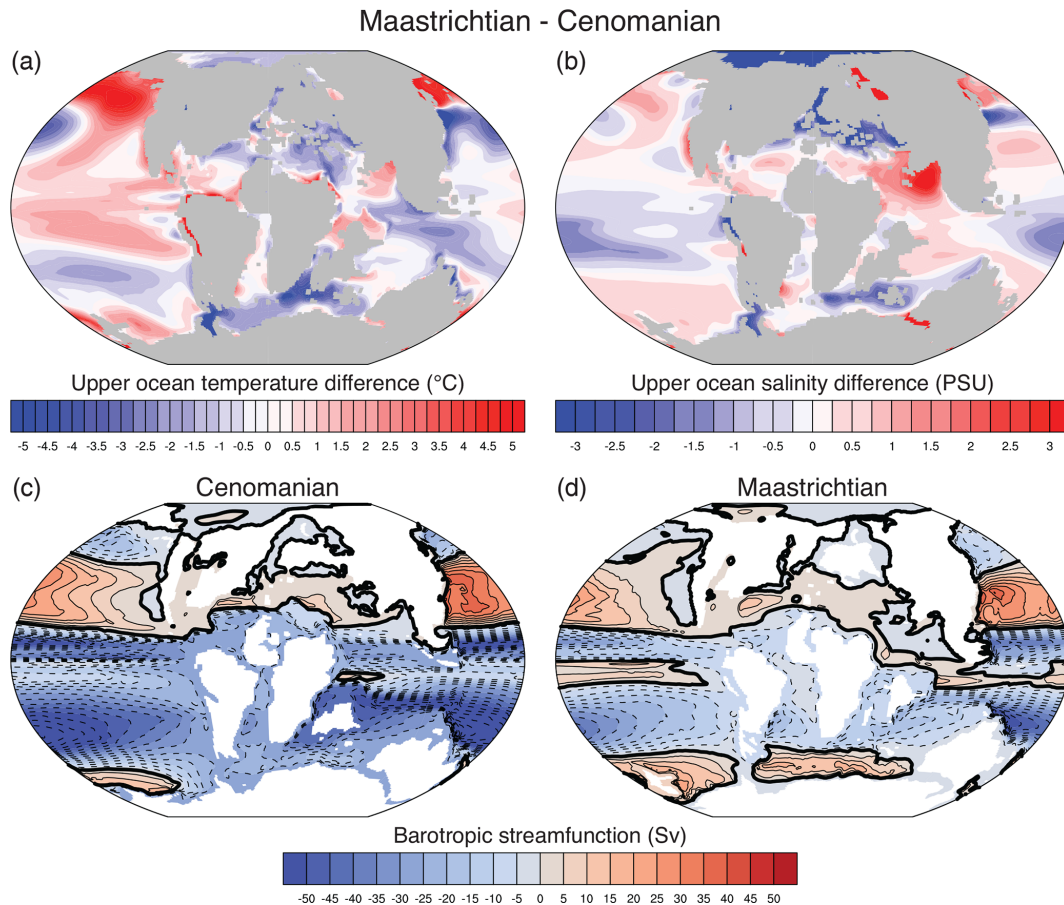 Maastrichtian - Cenomanian
(a)
(b)
Upper ocean temperature difference (°C)
-5 -4.5 -4 -3.5 -3 -2.5 -2 -1.5 -1 -0.5 0 0.5 1 1.5 2 2.5 3 3.5 4 4.5 5
Upper ocean salinity difference (PSU)
-3 -2.5 -2 -1.5 -1 -0.5 0 0.5 1 1.5 2 2.5 3
(c) Cenomanian
(d) Maastrichtian
Barotropic streamfunction (Sv)
-50 -45 -40 -35 -30 -25 -20 -15 -10 -5 0 5 10 15 20 25 30 35 40 45 50